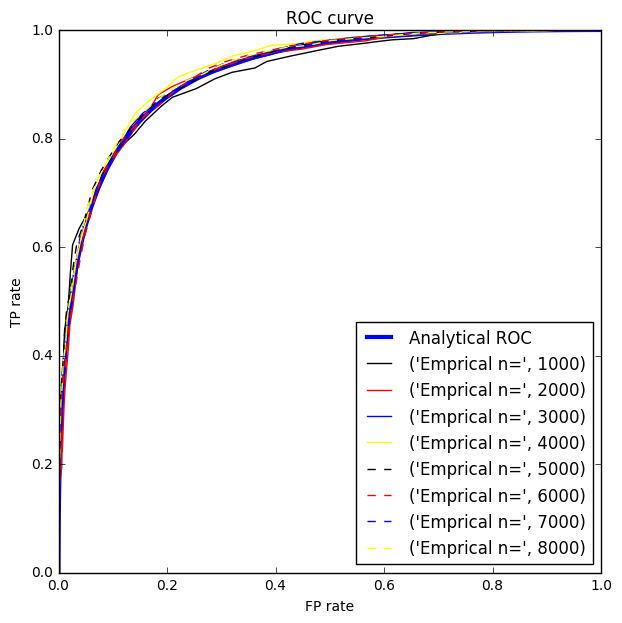 ROC curve
1.0
0.8
0.6
0.4
0.2
0.0
TP rate
Analytical ROC
('Emprical n=', 1000)
('Emprical n=', 2000)
('Emprical n=', 3000)
('Emprical n=', 4000)
('Emprical n=', 5000)
('Emprical n=', 6000)
('Emprical n=', 7000)
('Emprical n=', 8000)
0.0 0.2 0.4 0.6 0.8 1.0
FP rate